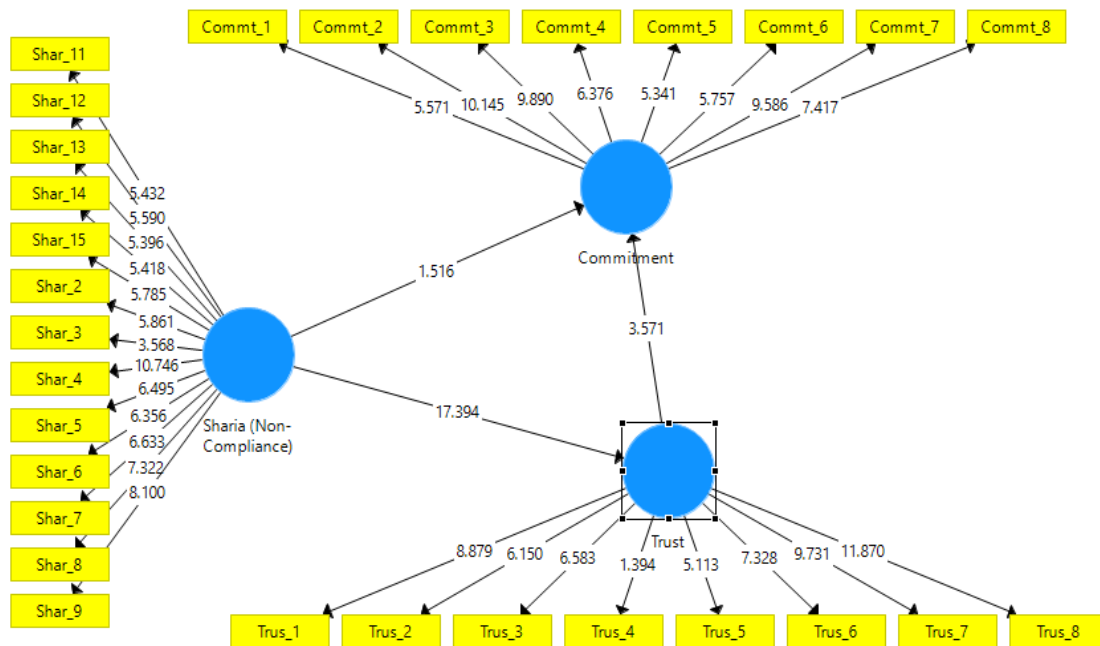 Commt_1 Commt_2 Commt_3 Commt_4 Commt_5 Commt_6 Commt_7 Commt_8
5.571 10.145 9.890 6.376 5.341 5.757 9.586 7.417
Shar_11
Shar_12
Shar_13
Shar_14
Shar_15
Shar_2
Shar_3
Shar_4
Shar_5
Shar_6
Shar_7
Shar_8
Shar_9
5.432
5.590
5.396
5.418
5.785
5.861
3.568
10.746
6.495
6.356
6.633
7.322
8.100
Sharia (Non-
Compliance)
1.516
Commitment
3.571
17.394
Trust
8.879 6.150 6.583 1.394 5.113 7.328 9.731 11.870
Trus_1 Trus_2 Trus_3 Trus_4 Trus_5 Trus_6 Trus_7 Trus_8